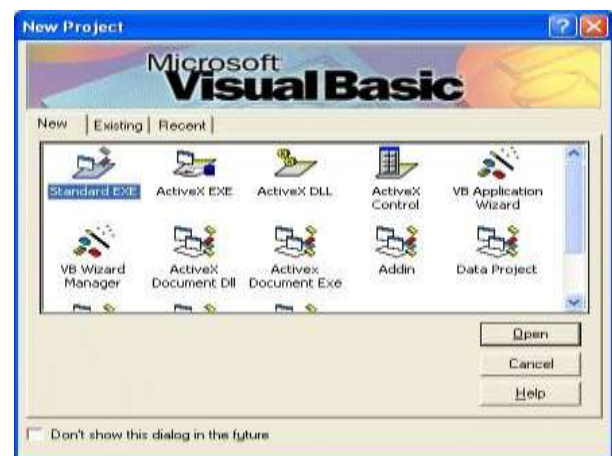 New Project
Microsoft
Visual Basic
New Existing Recent
Standard EXE ActiveX EXE ActiveX DLL ActiveX Control VB Application Wizard
VB Wizard Manager ActiveX Document Dll Activex Document Exe Addin Data Project
Open
Cancel
Help
Don't show this dialog in the future